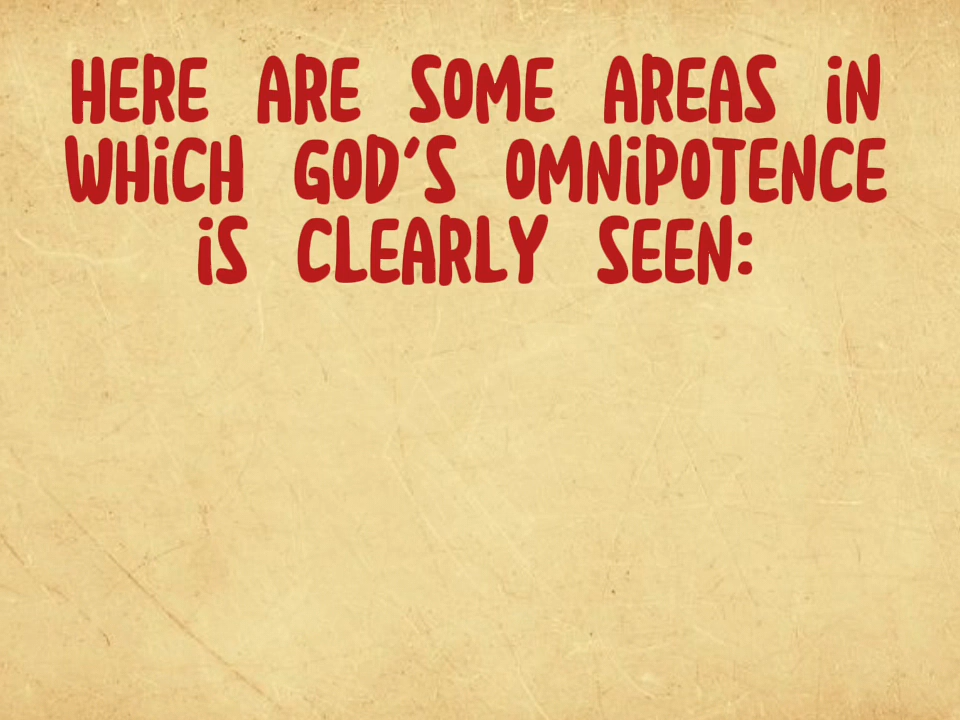 HERE ARE SOME AREAS iN
WHiCH GOD'S OMNiPOTENCE
iS CLEARLY SEEN: